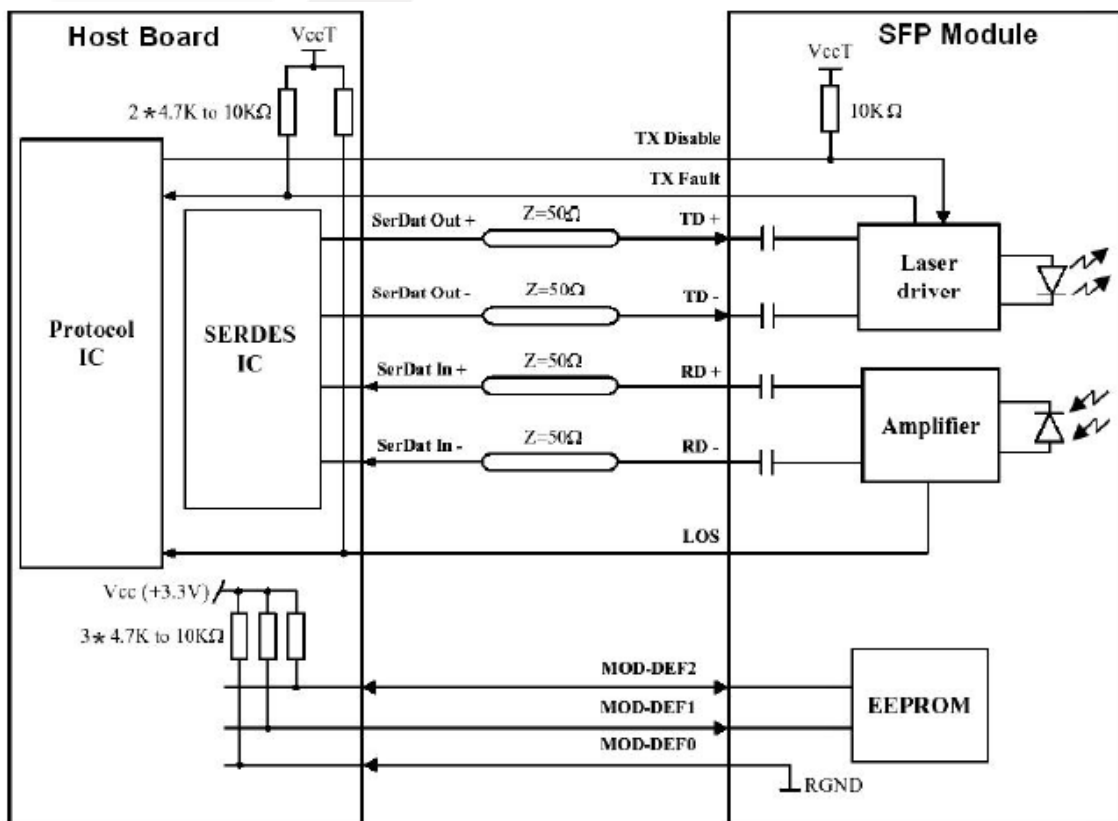 Host Board
VccT
2*4.7K to 10KΩ
SFP Module
VccT
10KΩ
TX Disable
TX Fault
Protocol
IC
SERDES
IC
SerDat Out +
Z=50Ω
TD +
SerDat Out -
Z=50Ω
TD -
Laser
driver
SerDat In +
Z=50Ω
RD +
SerDat In -
Z=50Ω
RD -
Amplifier
LOS
Vcc (+3.3V)
3*4.7K to 10KΩ
MOD-DEF2
MOD-DEF1
MOD-DEF0
EEPROM
RGND